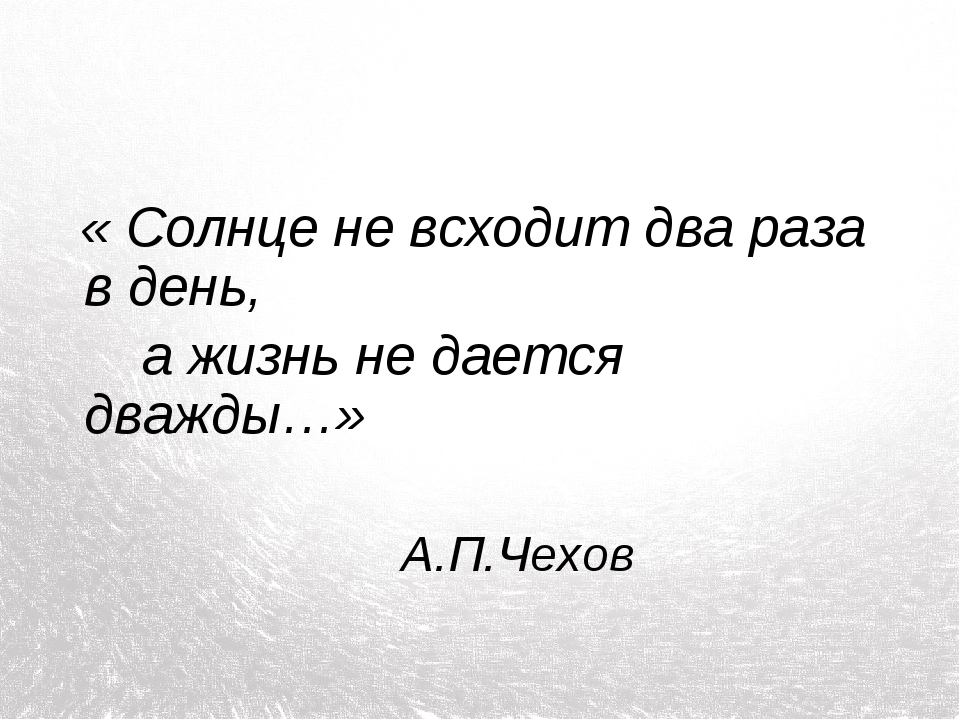 « Солнце не всходит два раза
в день,
а жизнь не дается
дважды…»
А.П.Чехов